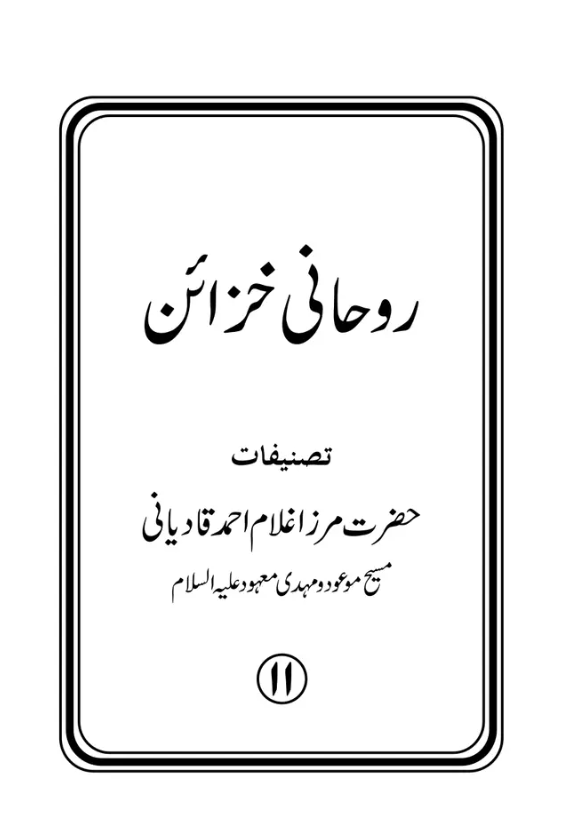 روحانی خزائن
تصنیفات
حضرت مرزا غلام احمد قادیانی
مسیح موعود و مہدی معہود علیہ السلام
۱۱